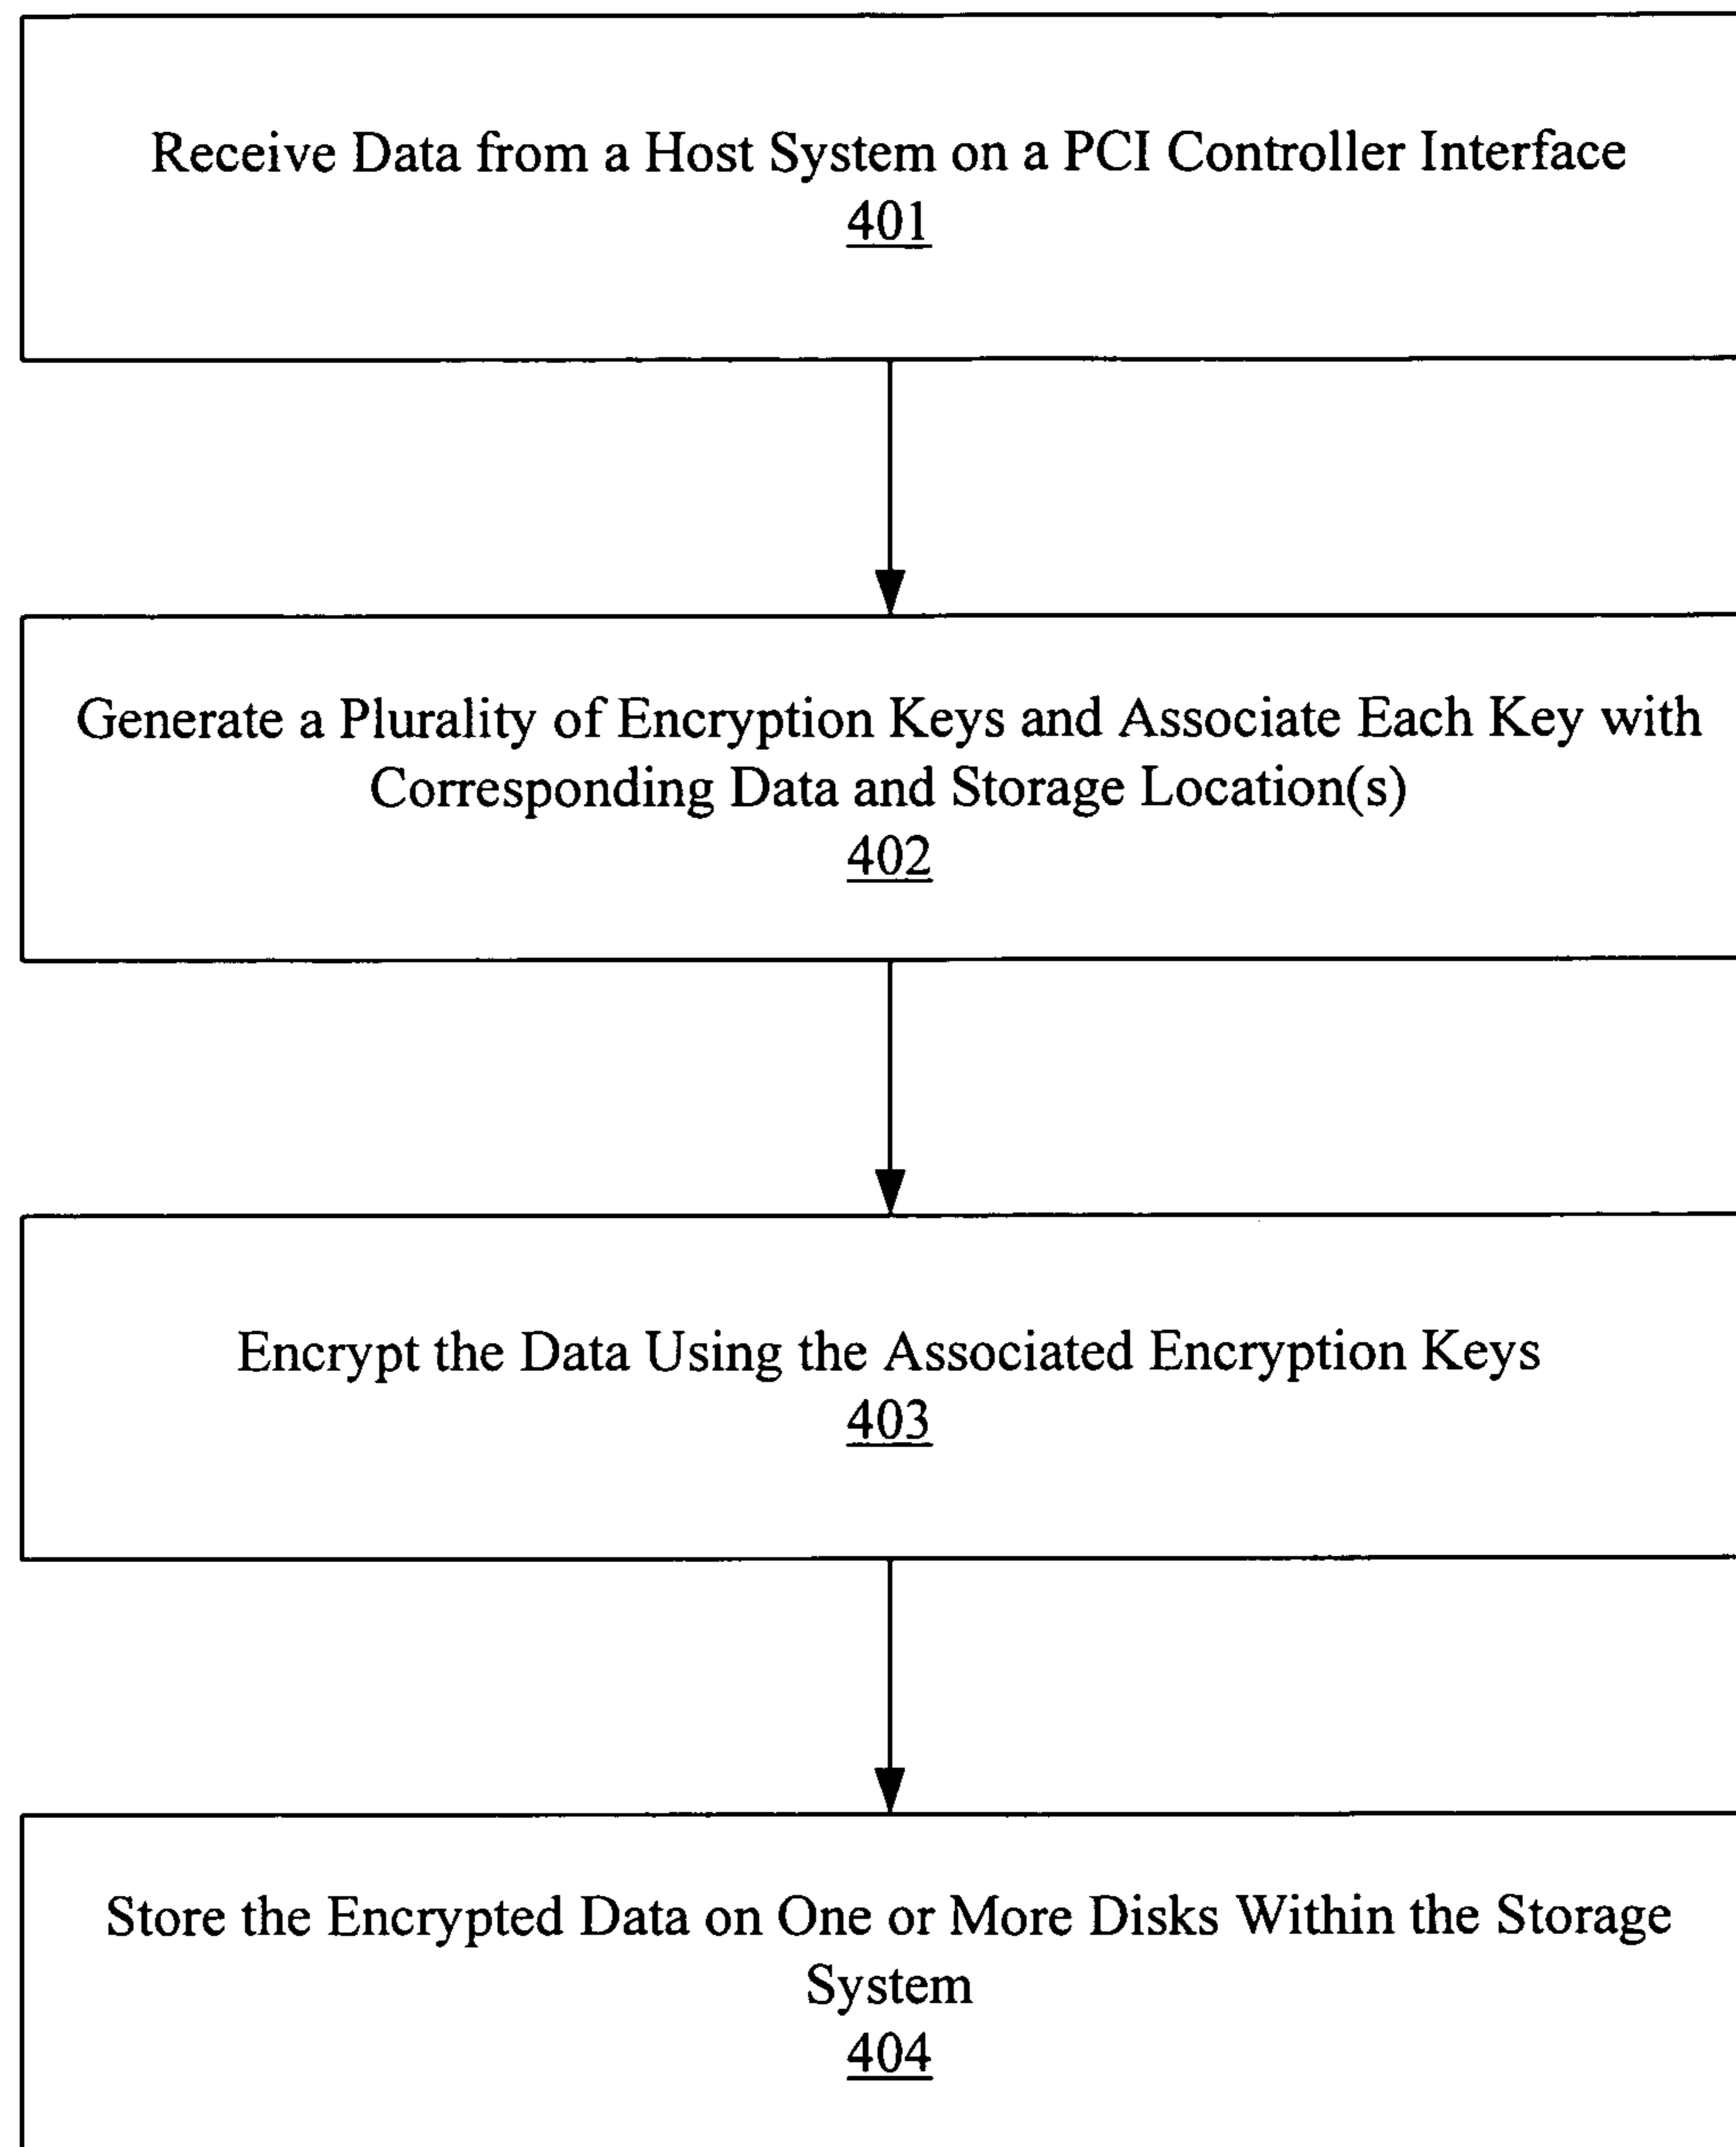 Receive Data from a Host System on a PCI Controller Interface
401
Generate a Plurality of Encryption Keys and Associate Each Key with
Corresponding Data and Storage Location(s)
402
Encrypt the Data Using the Associated Encryption Keys
403
Store the Encrypted Data on One or More Disks Within the Storage
System
404